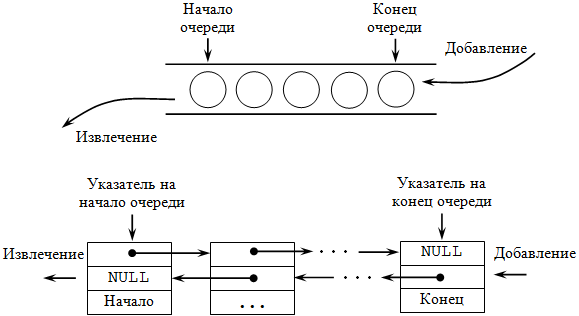 Начало
очереди
Конец
очереди
Добавление
Извлечение
Указатель на
начало очереди
Указатель на
конец очереди
Извлечение
NULL
Начало
...
...
...
NULL
Конец
Добавление